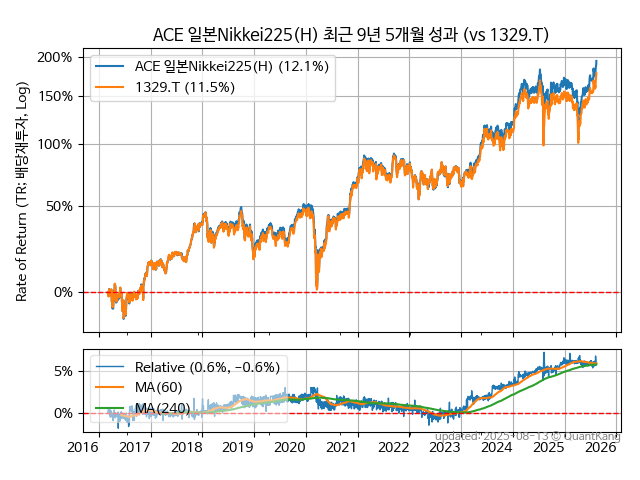 ACE 일본Nikkei225(H) 최근 9년 5개월 성과 (vs 1329.T)
200%
150%
100%
50%
0%
Rate of Return (TR: 배당재투자, Log)
ACE 일본Nikkei225(H) (12.1%)
1329.T (11.5%)
5%
0%
Relative (0.6%, −0.6%)
MA(60)
MA(240)
2016 2017 2018 2019 2020 2021 2022 2023 2024 2025 2026
updated: 2025-08-13 © QuantKang